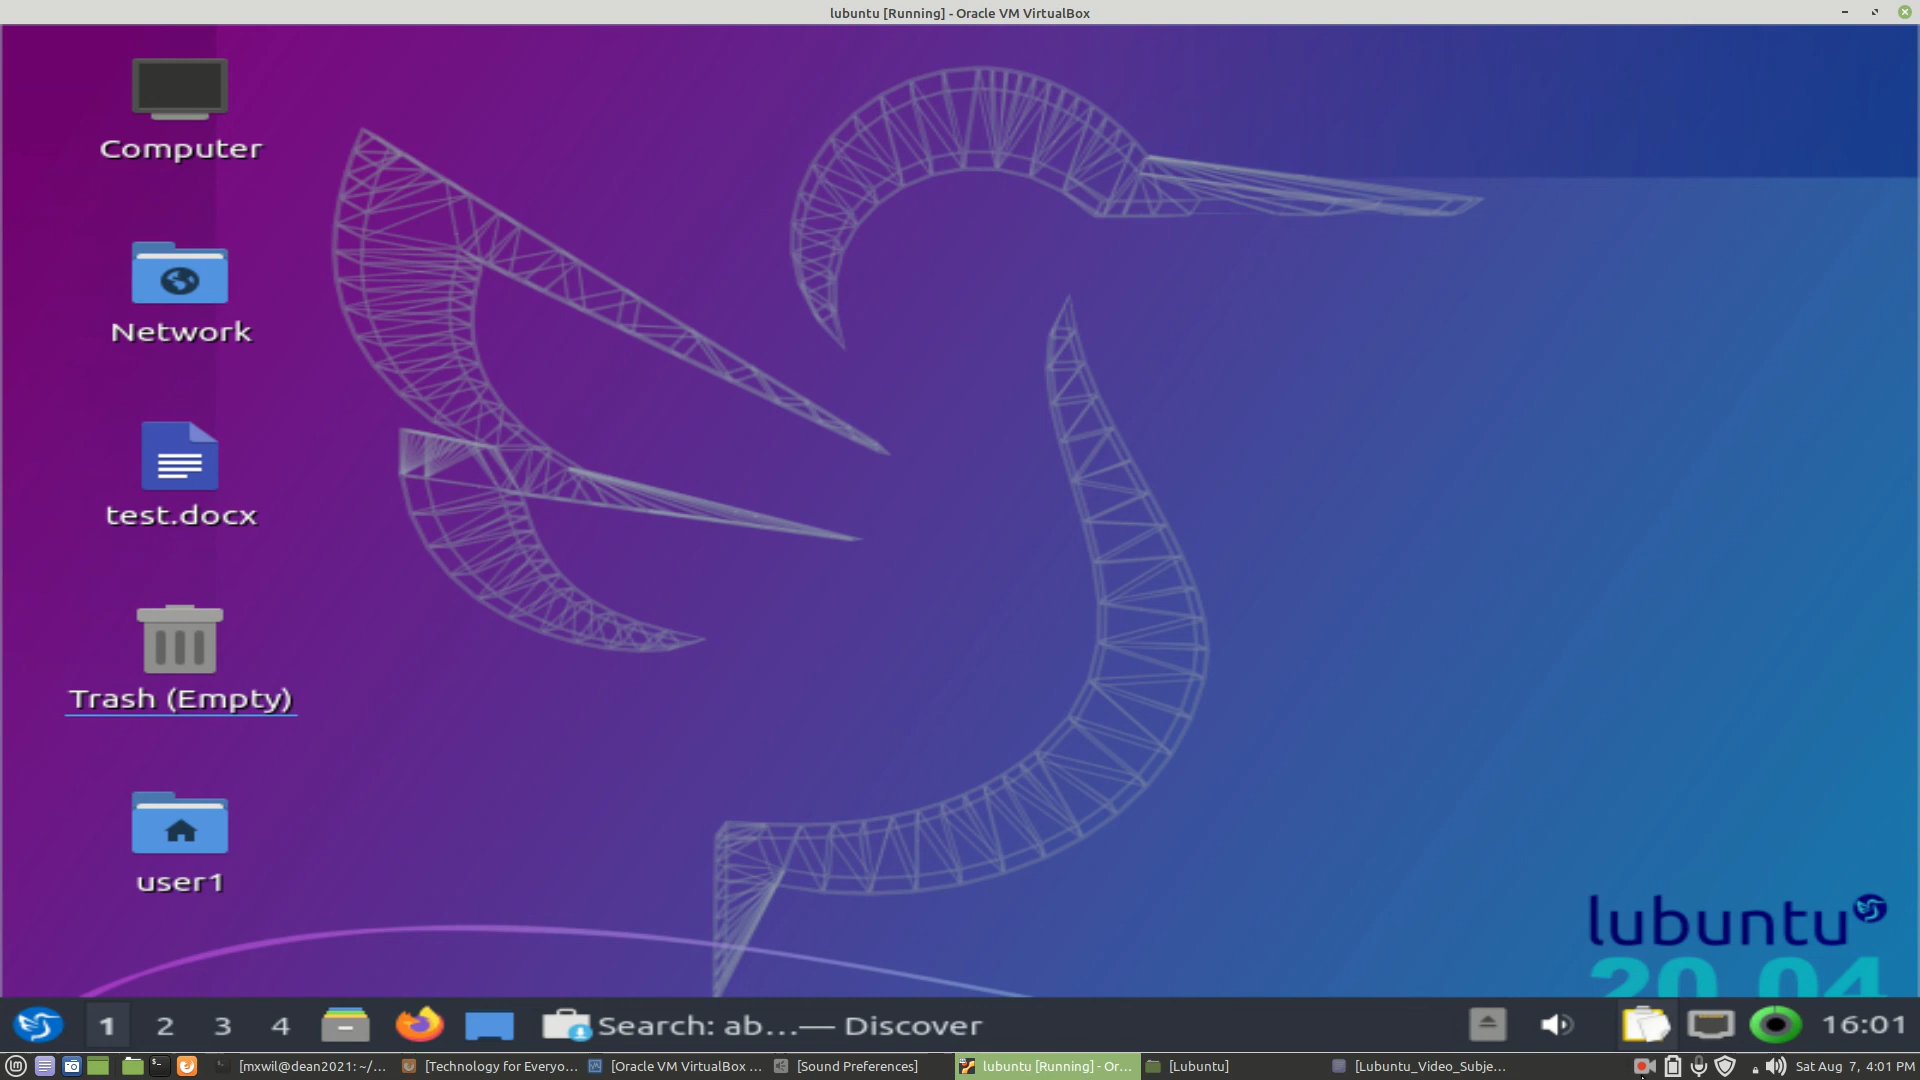 lubuntu [Running] - Oracle VM VirtualBox
Computer
Network
test.docx
Trash (Empty)
user1
lubuntu
20.04
1 2 3 4 Search: ab...— Discover 16:01
[mxwil@dean2021: ~/... [Technology for Everyo... [Oracle VM VirtualBox ... [Sound Preferences] lubuntu [Running] - Or... [Lubuntu] [Lubuntu_Video_Subje... Sat Aug 7, 4:01 PM